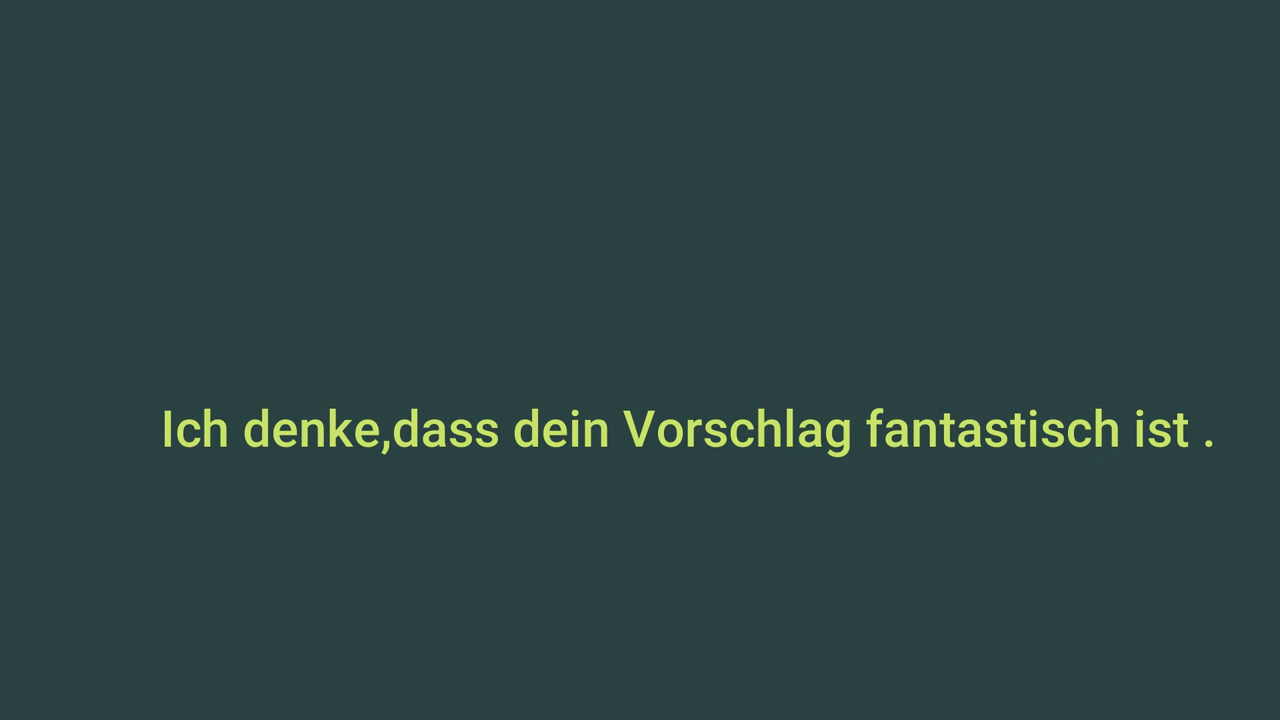 Ich denke,dass dein Vorschlag fantastisch ist .